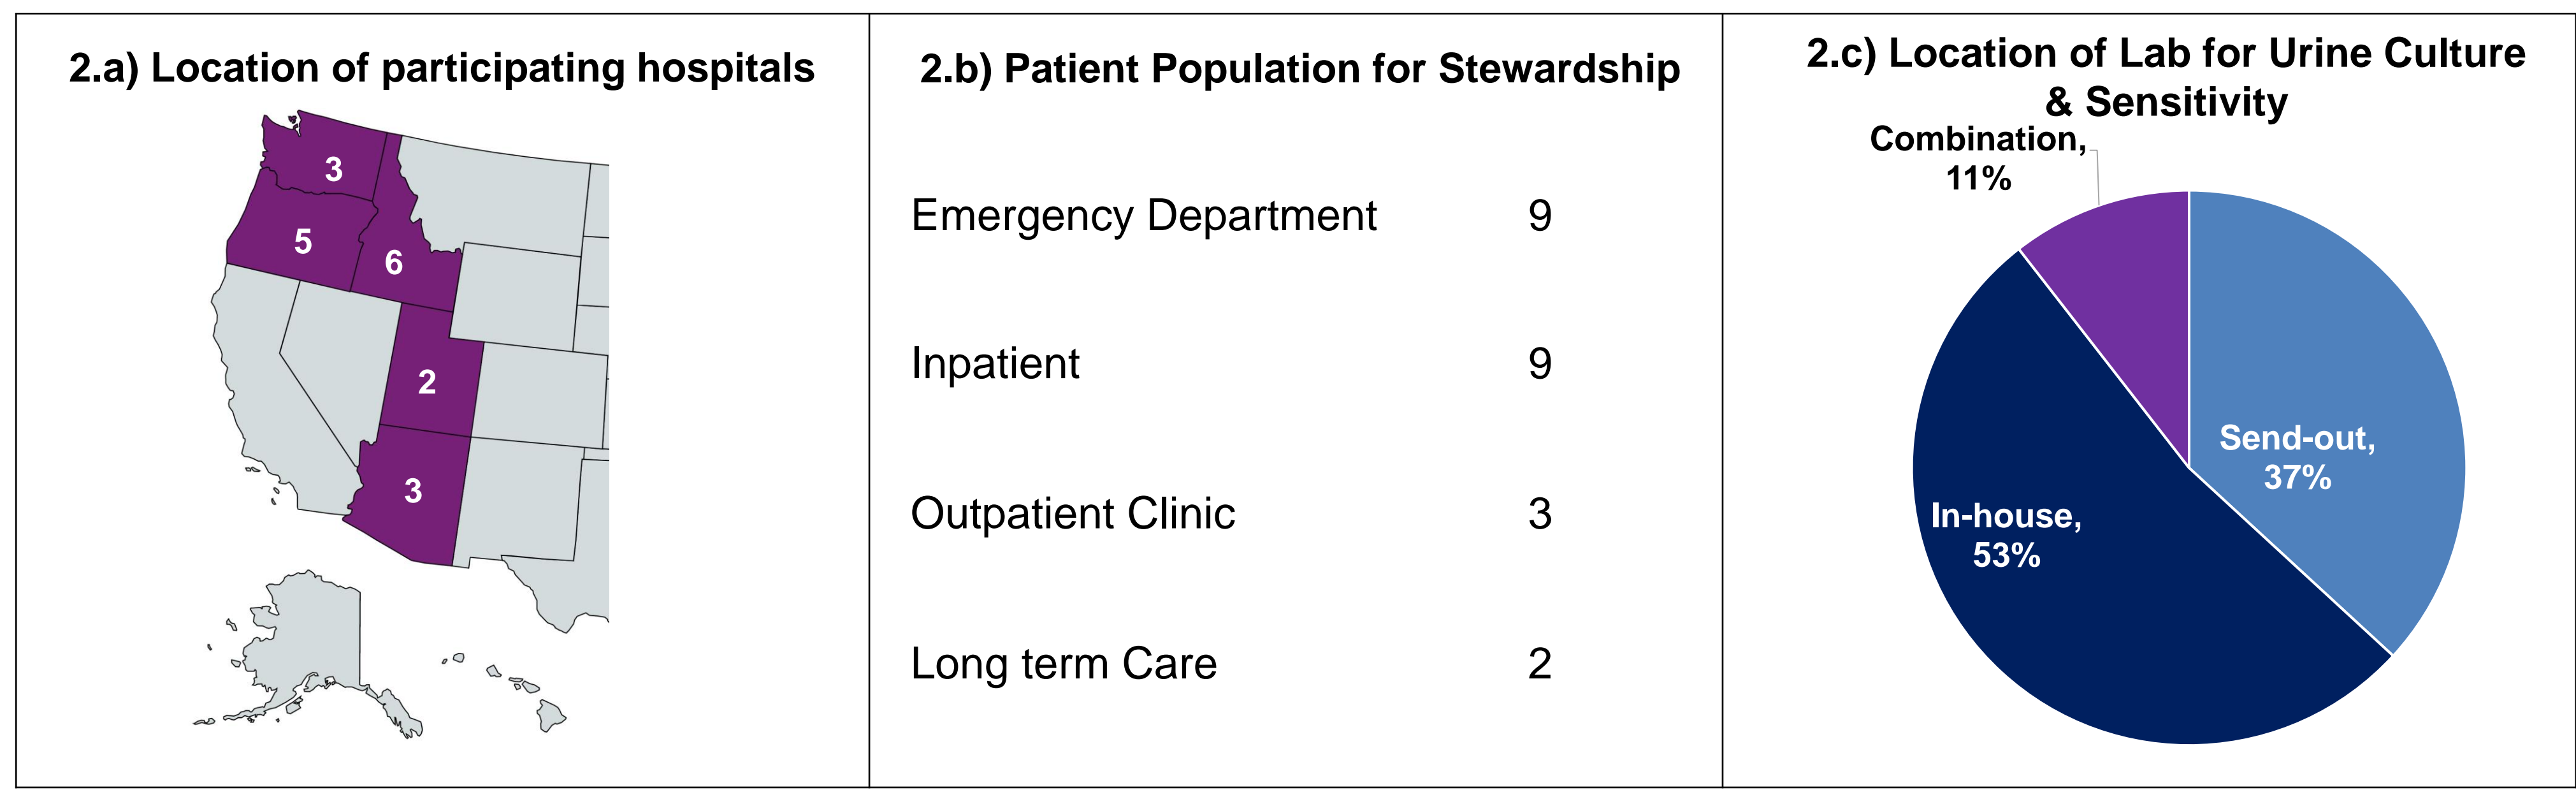 2.a) Location of participating hospitals
3
5
6
2
3
2.b) Patient Population for Stewardship
Emergency Department 9
Inpatient 9
Outpatient Clinic 3
Long term Care 2
2.c) Location of Lab for Urine Culture
& Sensitivity
Combination,
11%
Send-out,
37%
In-house,
53%